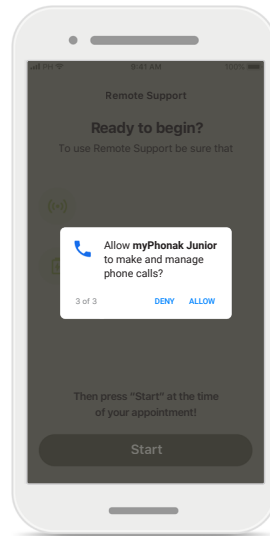 PH 9:41 AM 100%
Remote Support
Ready to begin?
To use Remote Support be sure that
Allow myPhonak Junior
to make and manage
phone calls?
3 of 3 DENY ALLOW
Then press "Start" at the time
of your appointment!
Start